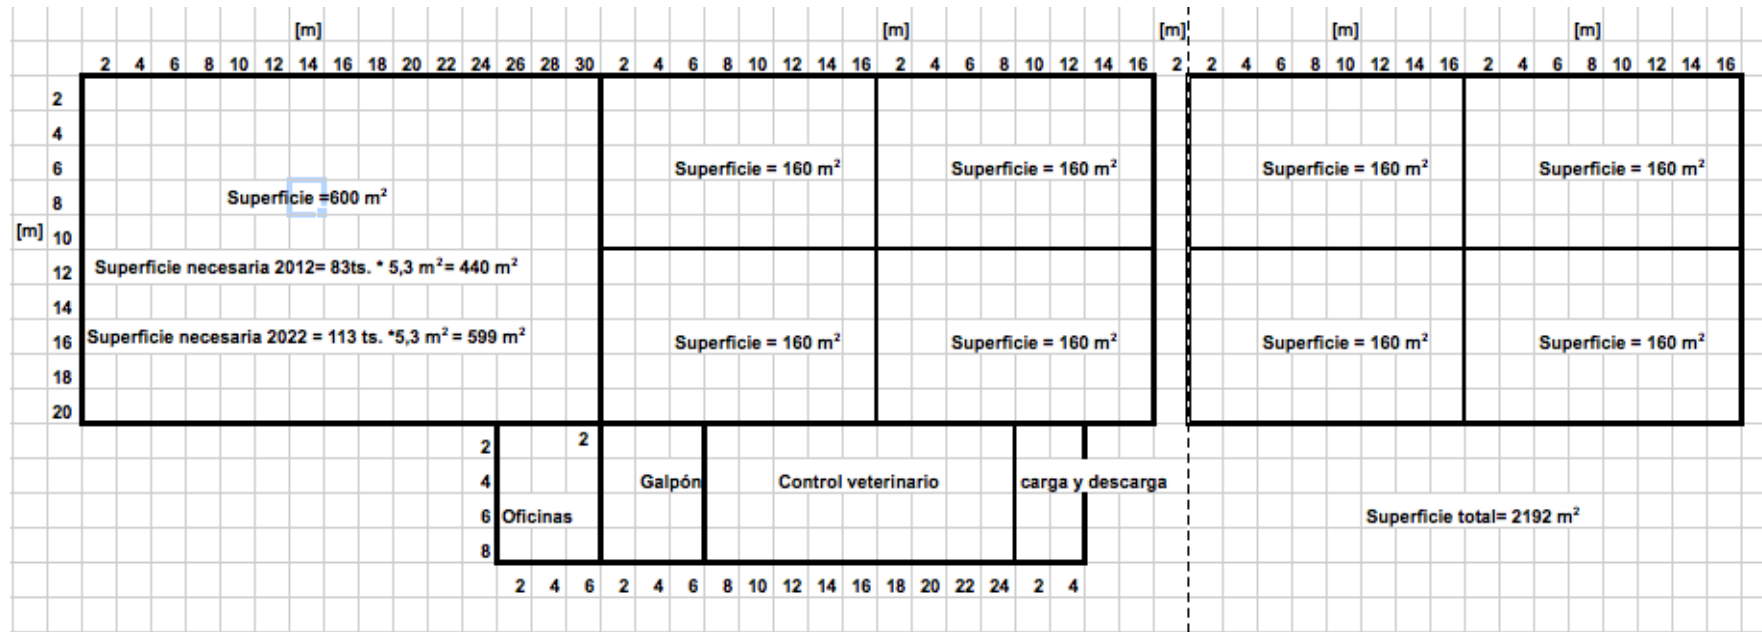 [m] [m] [m] [m] [m]
2 4 6 8 10 12 14 16 18 20 22 24 26 28 30 2 4 6 8 10 12 14 16 2 4 6 8 10 12 14 16 2 2 4 6 8 10 12 14 16 2 4 6 8 10 12 14 16
2
4
6 Superficie = 160 m² Superficie = 160 m² Superficie = 160 m² Superficie = 160 m²
8 Superficie =600 m²
[m] 10
12 Superficie necesaria 2012= 83ts. * 5,3 m²= 440 m²
14
16 Superficie necesaria 2022 = 113 ts. *5,3 m² = 599 m² Superficie = 160 m² Superficie = 160 m² Superficie = 160 m² Superficie = 160 m²
18
20
2 2
4 Galpón Control veterinario carga y descarga
6 Oficinas Superficie total= 2192 m²
8
2 4 6 2 4 6 8 10 12 14 16 18 20 22 24 2 4